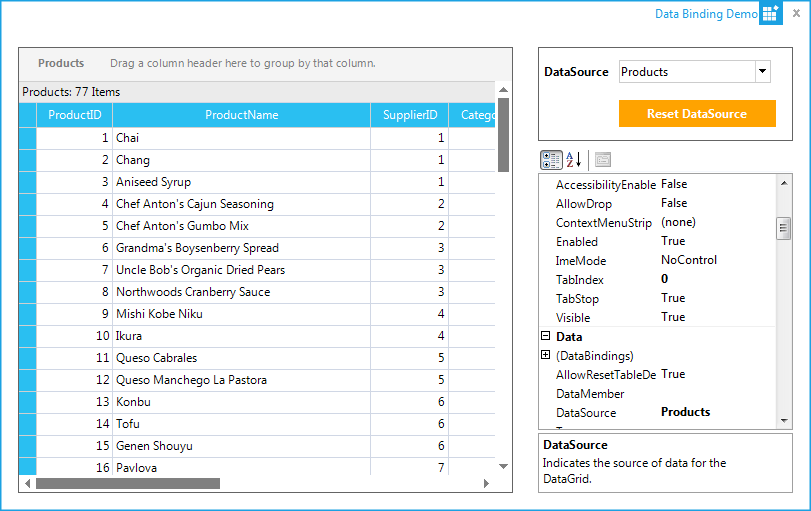 Data Binding Demo
Products Drag a column header here to group by that column.
Products: 77 Items
ProductID ProductName SupplierID Catego
1 Chai 1
2 Chang 1
3 Aniseed Syrup 1
4 Chef Anton's Cajun Seasoning 2
5 Chef Anton's Gumbo Mix 2
6 Grandma's Boysenberry Spread 3
7 Uncle Bob's Organic Dried Pears 3
8 Northwoods Cranberry Sauce 3
9 Mishi Kobe Niku 4
10 Ikura 4
11 Queso Cabrales 5
12 Queso Manchego La Pastora 5
13 Konbu 6
14 Tofu 6
15 Genen Shouyu 6
16 Pavlova 7
DataSource Products
Reset DataSource
AccessibilityEnable False
AllowDrop False
ContextMenuStrip (none)
Enabled True
ImeMode NoControl
TabIndex 0
TabStop True
Visible True
Data
(DataBindings)
AllowResetTableDe True
DataMember
DataSource Products
DataSource
Indicates the source of data for the
DataGrid.